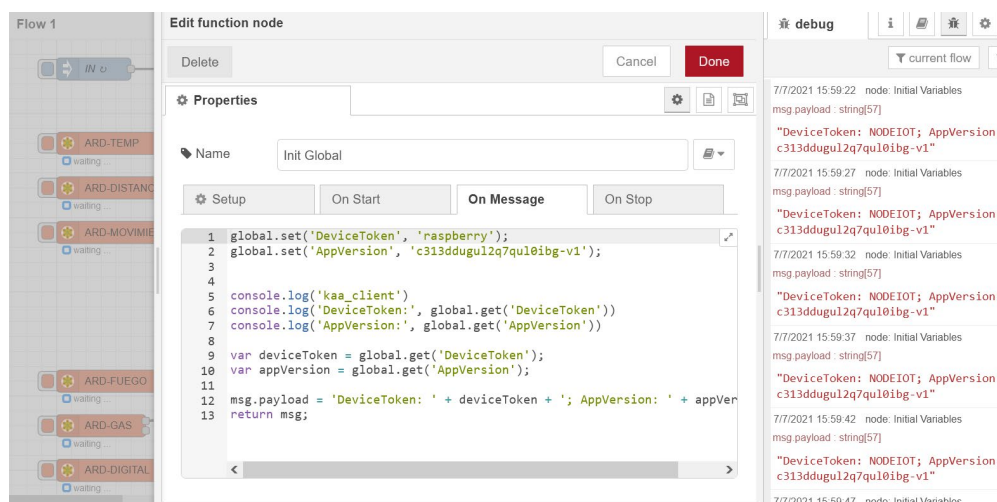 Flow 1
Edit function node
debug
i
Delete
Cancel
Done
current flow
IN
Properties
Name
Init Global
Setup
On Start
On Message
On Stop
1 global.set('DeviceToken', 'raspberry');
2 global.set('AppVersion', 'c313ddugul2q7qul0ibg-v1');
3
4
5 console.log('kaa_client')
6 console.log('DeviceToken:', global.get('DeviceToken'))
7 console.log('AppVersion:', global.get('AppVersion'))
8
9 var deviceToken = global.get('DeviceToken');
10 var appVersion = global.get('AppVersion');
11
12 msg.payload = 'DeviceToken: ' + deviceToken + '; AppVersion: ' + appVer
13 return msg;
ARD-TEMP
waiting ...
ARD-DISTANC
waiting ...
ARD-MOVIMIE
waiting ...
ARD-FUEGO
waiting ...
ARD-GAS
waiting ...
ARD-DIGITAL
waiting ...
7/7/2021 15:59:22 node: Initial Variables
msg.payload : string[57]
"DeviceToken: NODEIOT; AppVersion
c313ddugul2q7qul0ibg-v1"
7/7/2021 15:59:27 node: Initial Variables
msg.payload : string[57]
"DeviceToken: NODEIOT; AppVersion
c313ddugul2q7qul0ibg-v1"
7/7/2021 15:59:32 node: Initial Variables
msg.payload : string[57]
"DeviceToken: NODEIOT; AppVersion
c313ddugul2q7qul0ibg-v1"
7/7/2021 15:59:37 node: Initial Variables
msg.payload : string[57]
"DeviceToken: NODEIOT; AppVersion
c313ddugul2q7qul0ibg-v1"
7/7/2021 15:59:42 node: Initial Variables
msg.payload : string[57]
"DeviceToken: NODEIOT; AppVersion
c313ddugul2q7qul0ibg-v1"
7/7/2021 15:59:47 node: Initial Variables